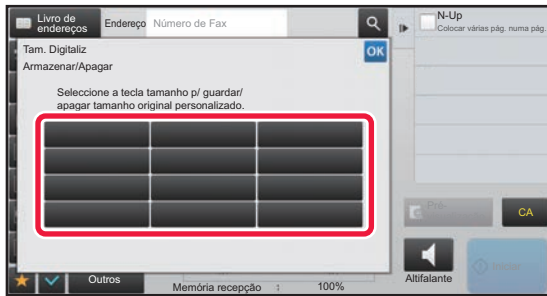 Livro de
endereços
Endereço
Número de Fax
N-Up
Colocar várias pág. numa pág.
Tam. Digitaliz
OK
Armazenar/Apagar
Seleccione a tecla tamanho p/ guardar/
apagar tamanho original personalizado.
CA
Outros
Memória recepção : 100%
Altifalante